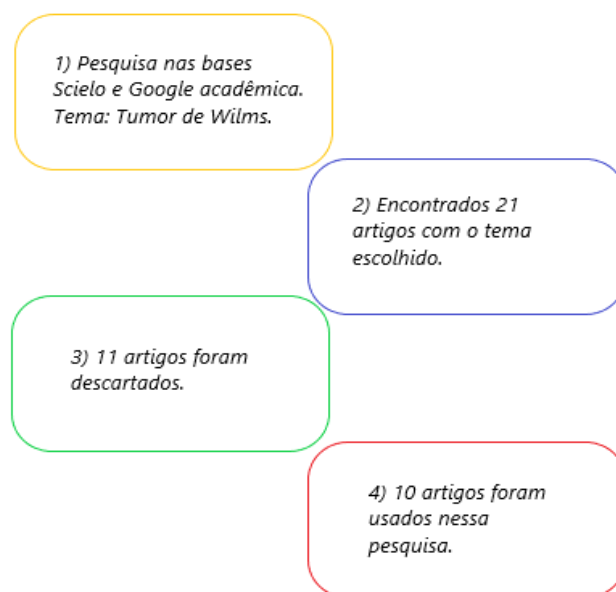 1) Pesquisa nas bases
Scielo e Google acadêmica.
Tema: Tumor de Wilms.
2) Encontrados 21
artigos com o tema
escolhido.
3) 11 artigos foram
descartados.
4) 10 artigos foram
usados nessa
pesquisa.